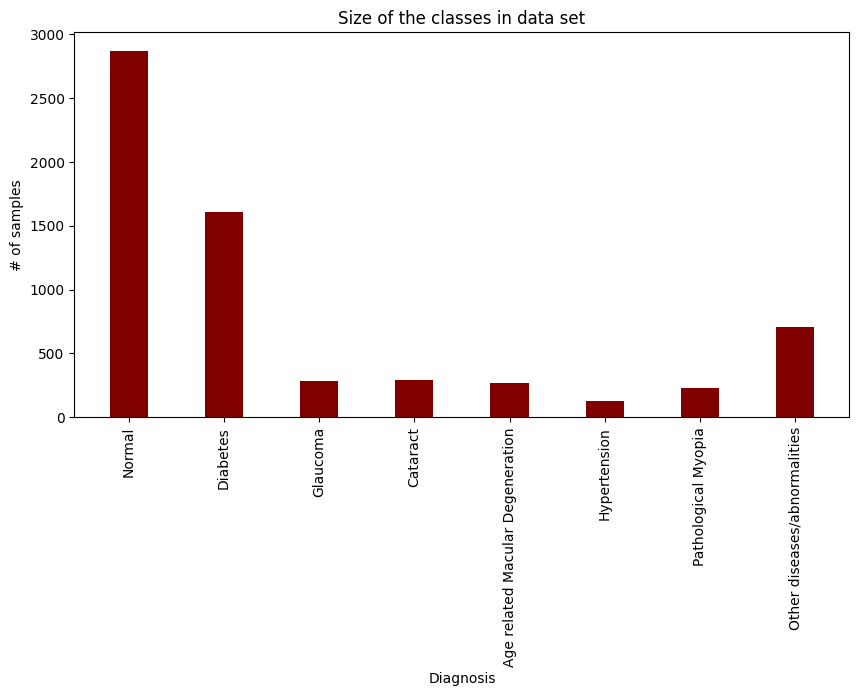 Size of the classes in data set
# of samples
3000
2500
2000
1500
1000
500
0
Normal
Diabetes
Glaucoma
Cataract
Age related Macular Degeneration
Hypertension
Pathological Myopia
Other diseases/abnormalities
Diagnosis